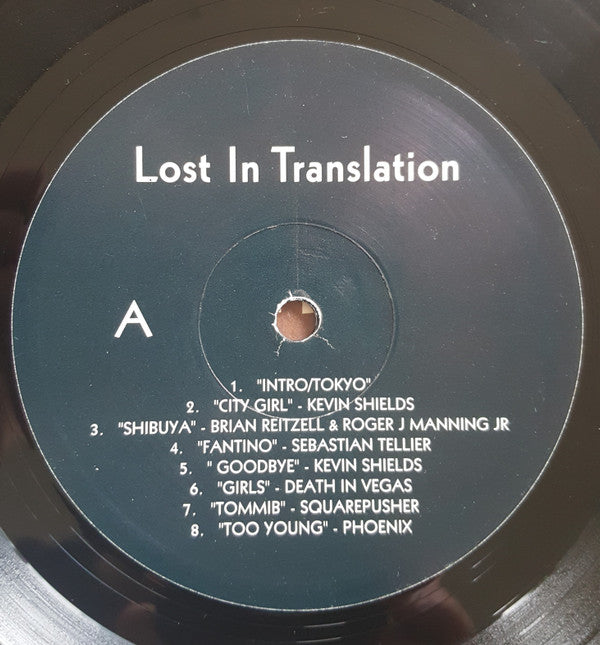 Lost In Translation
A
1. "INTRO/TOKYO"
2. "CITY GIRL" - KEVIN SHIELDS
3. "SHIBUYA" - BRIAN REITZELL & ROGER J MANNING JR
4. "FANTINO" - SEBASTIAN TELLIER
5. " GOODBYE" - KEVIN SHIELDS
6. "GIRLS" - DEATH IN VEGAS
7. "TOMMIB" - SQUAREPUSHER
8. "TOO YOUNG" - PHOENIX